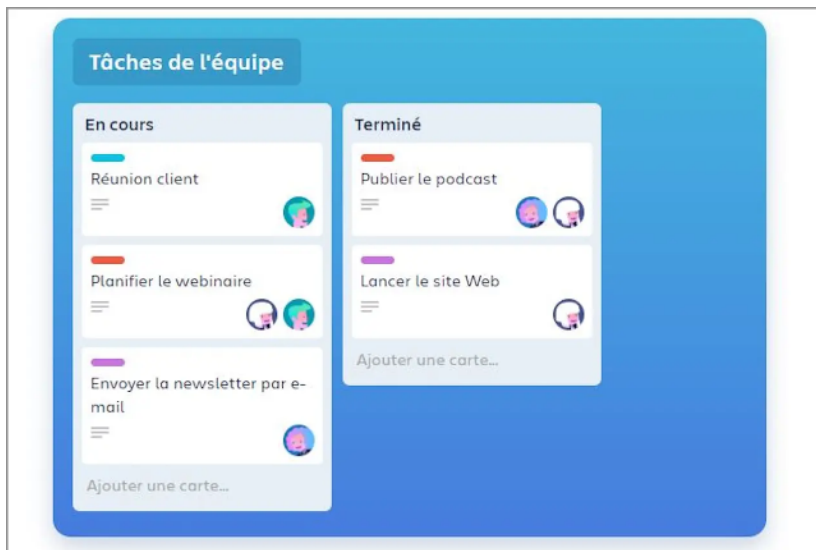 Tâches de l'équipe
En cours
Réunion client
Planifier le webinaire
Envoyer la newsletter par e-
mail
Ajouter une carte...
Terminé
Publier le podcast
Lancer le site Web
Ajouter une carte...